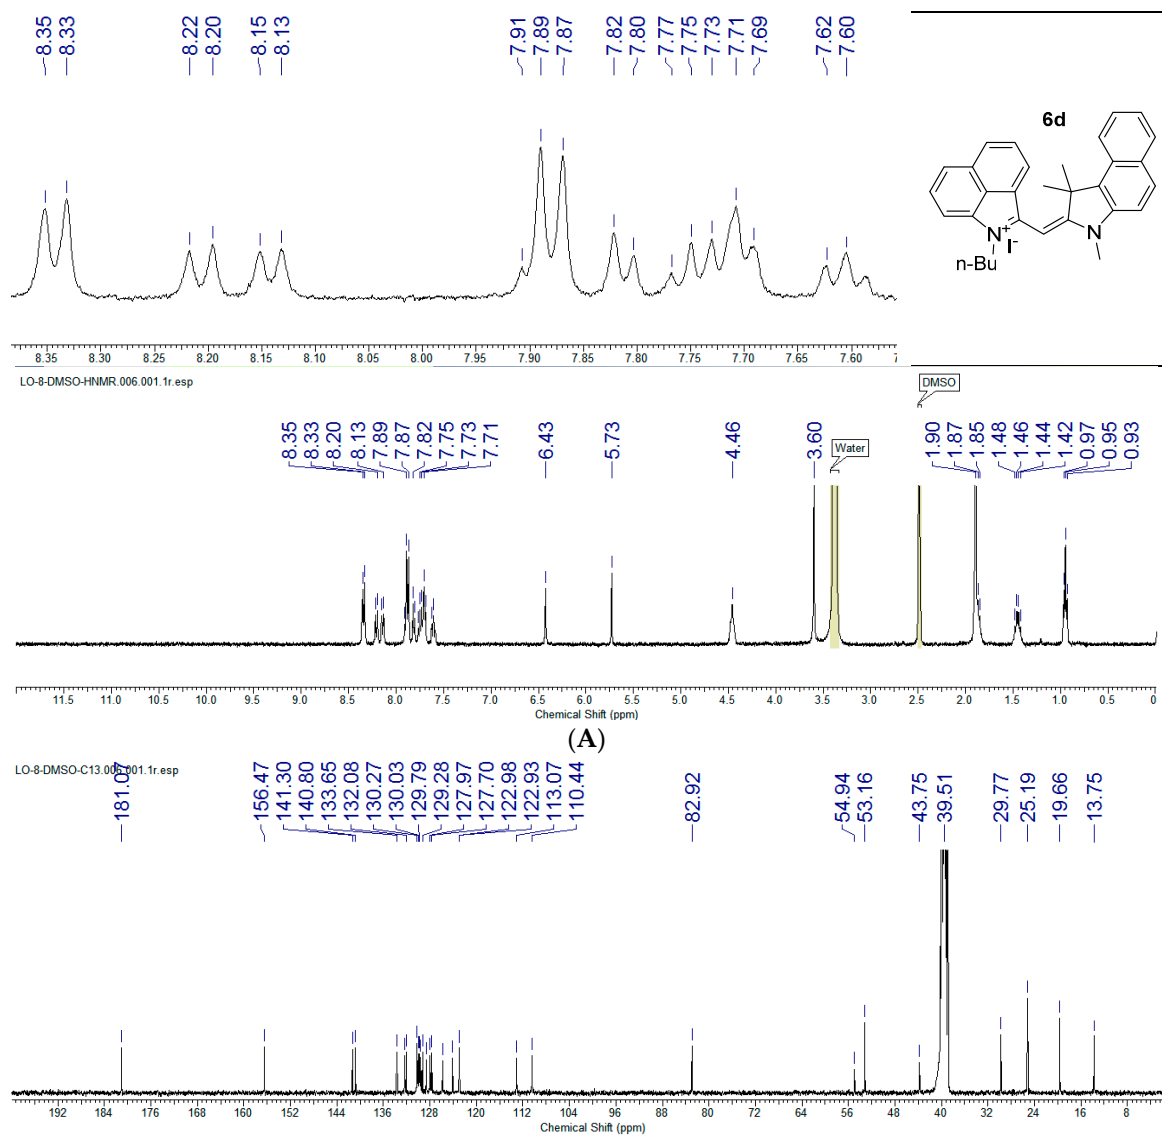 8.35 8.33 8.22 8.20 8.15 8.13 7.91 7.89 7.87 7.82 7.80 7.77 7.75 7.73 7.71 7.69 7.62 7.60
6d
N+
I-
n-Bu
N
8.35 8.30 8.25 8.20 8.15 8.10 8.05 8.00 7.95 7.90 7.85 7.80 7.75 7.70 7.65 7.60
LO-8-DMSO-HNMR.006.001.1r.esp
DMSO
Water
8.35 8.33 8.20 8.13 7.89 7.87 7.82 7.75 7.73 7.71 6.43 5.73 4.46 3.60 1.90 1.87 1.85 1.48 1.46 1.44 1.42 0.97 0.95 0.93
11.5 11.0 10.5 10.0 9.5 9.0 8.5 8.0 7.5 7.0 6.5 6.0 5.5 5.0 4.5 4.0 3.5 3.0 2.5 2.0 1.5 1.0 0.5 0
Chemical Shift (ppm)
(A)
LO-8-DMSO-C13.006.001.1r.esp
181.07 156.47 141.30 140.80 133.65 132.08 130.27 130.03 129.79 129.28 127.97 127.70 122.98 122.93 113.07 110.44 82.92 54.94 53.16 43.75 39.51 29.77 25.19 19.66 13.75
192 184 176 168 160 152 144 136 128 120 112 104 96 88 80 72 64 56 48 40 32 24 16 8 0
Chemical Shift (ppm)